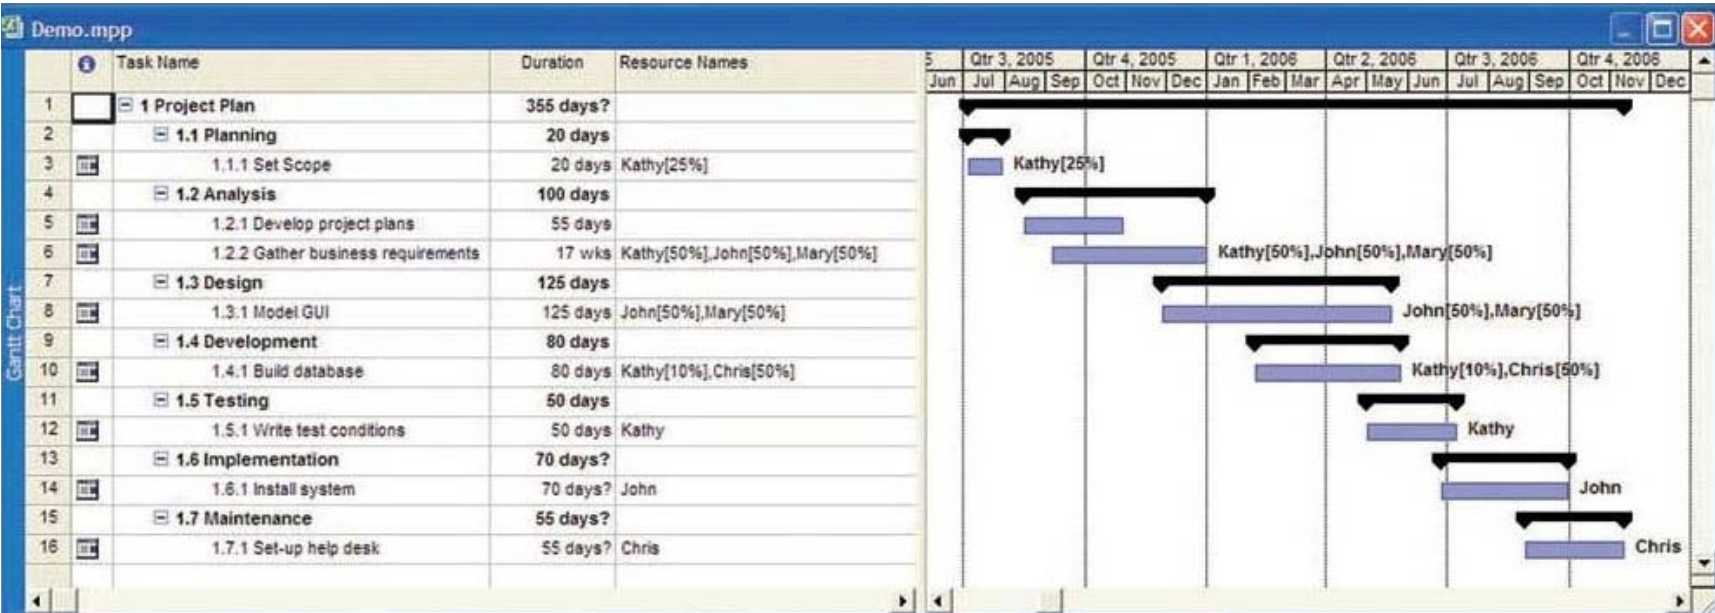 Demo.mpp
Task Name Duration Resource Names 5 Qtr 3, 2005 Qtr 4, 2005 Qtr 1, 2006 Qtr 2, 2006 Qtr 3, 2006 Qtr 4, 2006
Jun Jul Aug Sep Oct Nov Dec Jan Feb Mar Apr May Jun Jul Aug Sep Oct Nov Dec
1 1 Project Plan 355 days?
2 1.1 Planning 20 days
3 1.1.1 Set Scope 20 days Kathy[25%] Kathy[25%]
4 1.2 Analysis 100 days
5 1.2.1 Develop project plans 55 days
6 1.2.2 Gather business requirements 17 wks Kathy[50%],John[50%],Mary[50%] Kathy[50%],John[50%],Mary[50%]
7 1.3 Design 125 days
8 1.3.1 Model GUI 125 days John[50%],Mary[50%] John[50%],Mary[50%]
9 1.4 Development 80 days
10 1.4.1 Build database 80 days Kathy[10%],Chris[50%] Kathy[10%],Chris[50%]
11 1.5 Testing 50 days
12 1.5.1 Write test conditions 50 days Kathy Kathy
13 1.6 Implementation 70 days?
14 1.6.1 Install system 70 days? John John
15 1.7 Maintenance 55 days?
16 1.7.1 Set-up help desk 55 days? Chris Chris
Gantt Chart